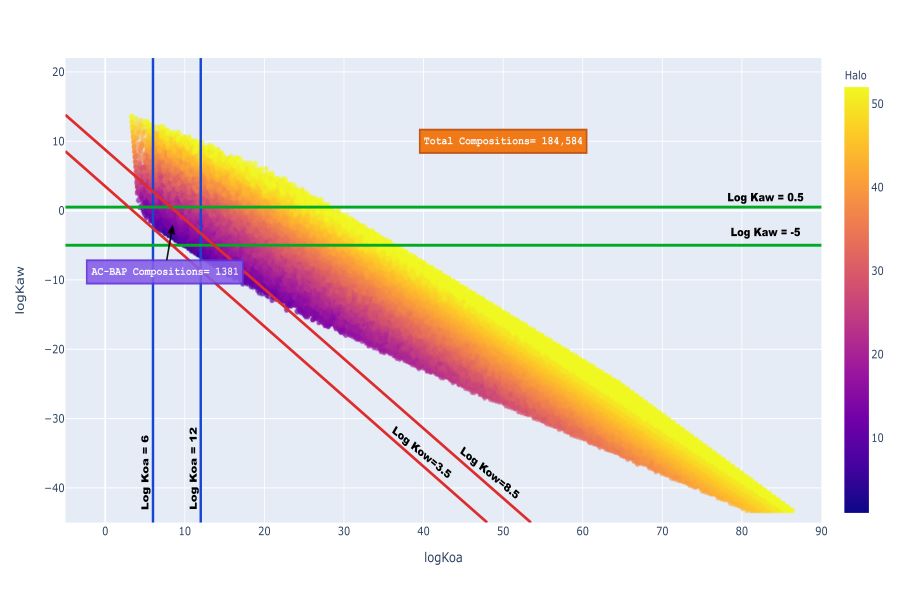 Halo
50
40
30
20
10
20
10
0
−10
−20
−30
−40
logKaw
Total Compositions= 184,584
Log Kaw = 0.5
Log Kaw = -5
AC-BAP Compositions= 1381
Log Koa = 6
Log Koa = 12
Log Kow=3.5
Log Kow=8.5
0
10
20
30
40
50
60
70
80
90
logKoa